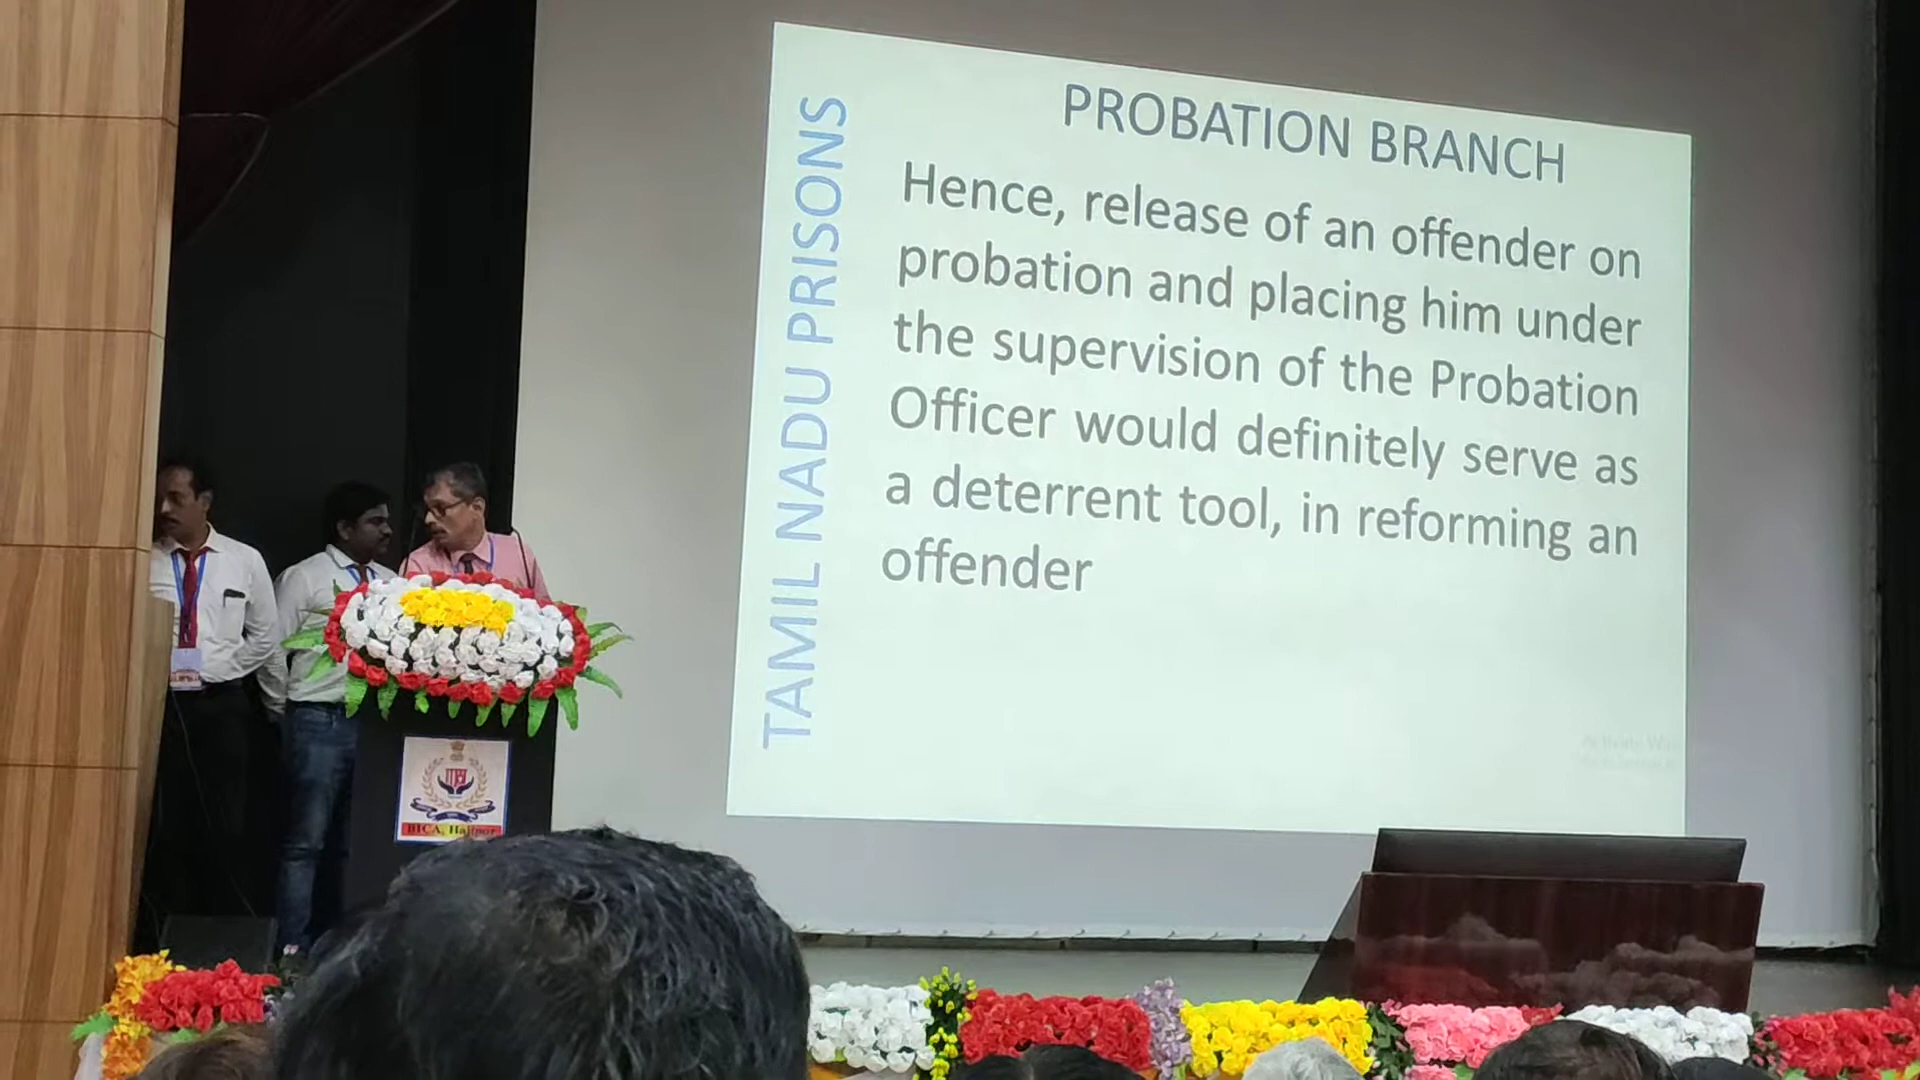 PROBATION BRANCH
TAMIL NADU PRISONS
Hence, release of an offender on
probation and placing him under
the supervision of the Probation
Officer would definitely serve as
a deterrent tool, in reforming an
offender
BICA, Hajipur